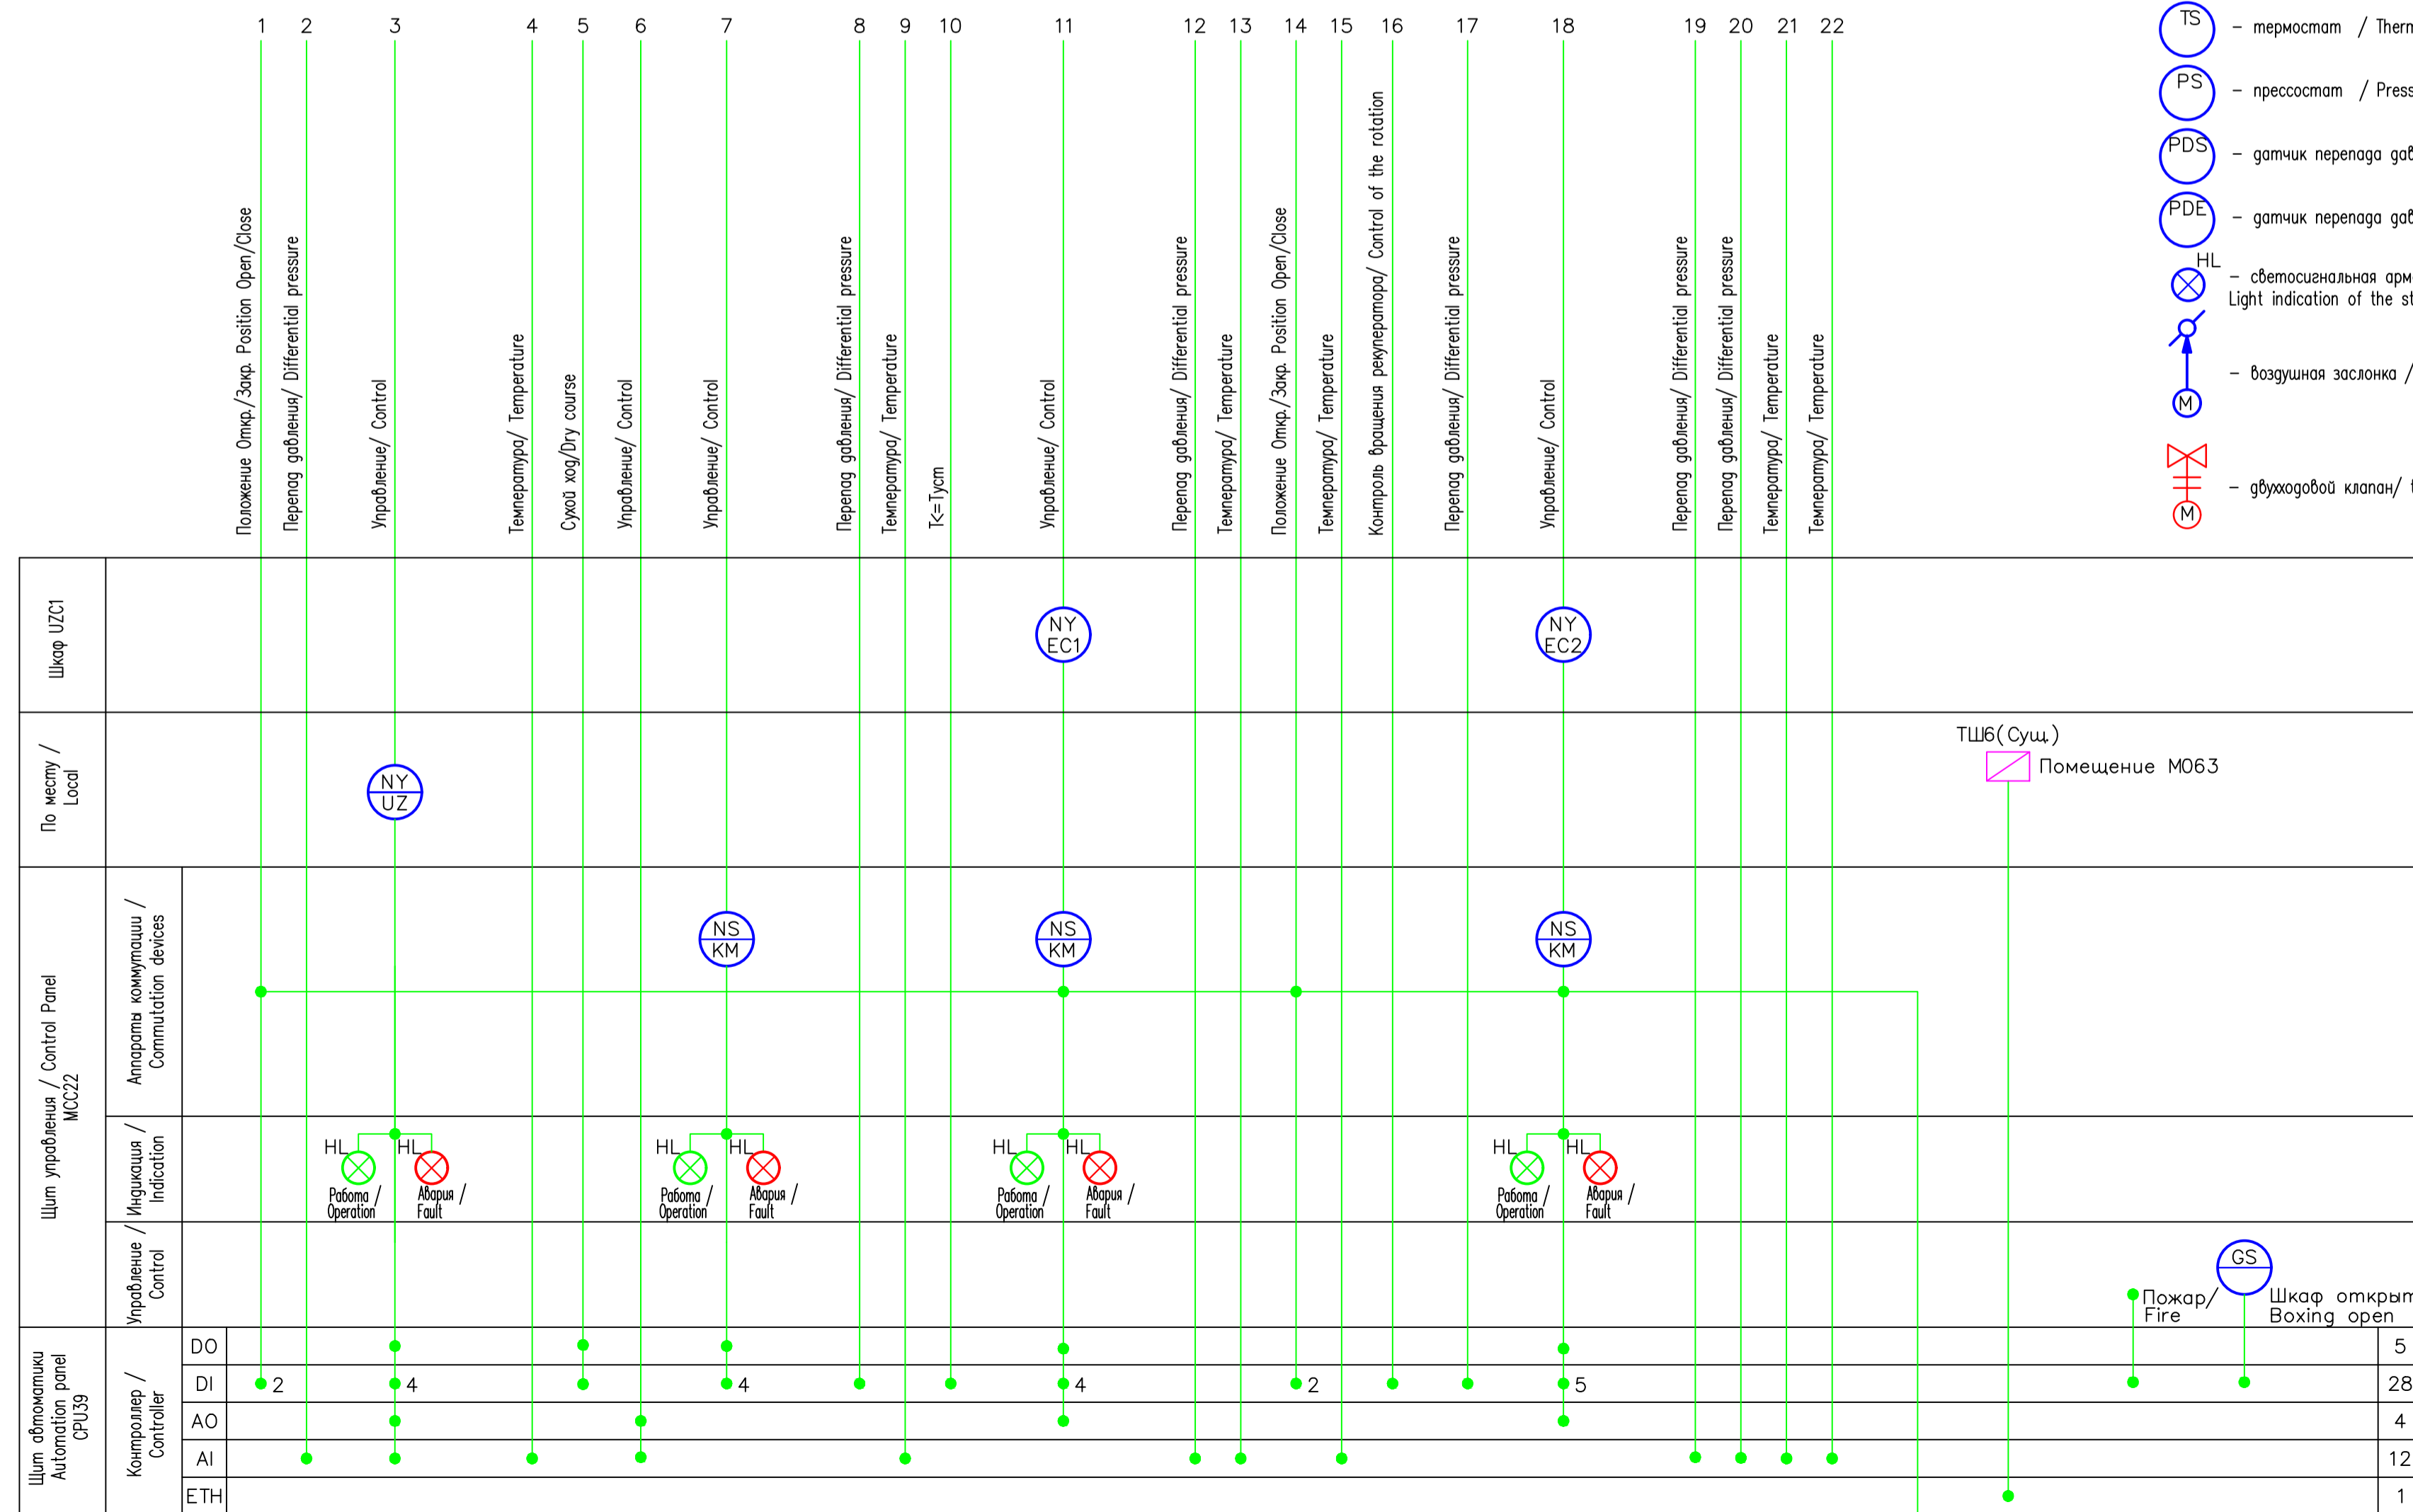 1
2
3
4
5
6
7
8
9
10
11
12
13
14
15
16
17
18
19
20
21
22
Положение Откр./Закр. Position Open/Close
Перепад давления/ Differential pressure
Управление/ Control
Температура/ Temperature
Сухой ход/Dry course
Управление/ Control
Управление/ Control
Перепад давления/ Differential pressure
Температура/ Temperature
T<=Tуст
Управление/ Control
Перепад давления/ Differential pressure
Температура/ Temperature
Положение Откр./Закр. Position Open/Close
Температура/ Temperature
Контроль вращения рекуператора/ Control of the rotation
Перепад давления/ Differential pressure
Управление/ Control
Перепад давления/ Differential pressure
Перепад давления/ Differential pressure
Температура/ Temperature
Температура/ Temperature
TS
– термостат / Therm
PS
– прессостат / Press
PDS
– датчик перепада дав
PDE
– датчик перепада дав
HL
– светосигнальная арм
Light indication of the st
– воздушная заслонка /
M
– двухходовой клапан/ t
M
Шкаф UZC1
NY
EC1
NY
EC2
По месту /
Local
NY
UZ
ТШ6(Сущ.)
Помещение М063
Щит управления / Control Panel
MCC22
Аппараты коммутации /
Commutation devices
NS
KM
NS
KM
NS
KM
Индикация /
Indication
HL
HL
Работа /
Operation
Авария /
Fault
HL
HL
Работа /
Operation
Авария /
Fault
HL
HL
Работа /
Operation
Авария /
Fault
HL
HL
Работа /
Operation
Авария /
Fault
Управление /
Control
GS
Пожар/
Fire
Шкаф открыт
Boxing open
Щит автоматики
Automation panel
CPU39
Контроллер /
Controller
DO
5
DI
2
4
4
4
2
5
28
AO
4
AI
12
ETH
1